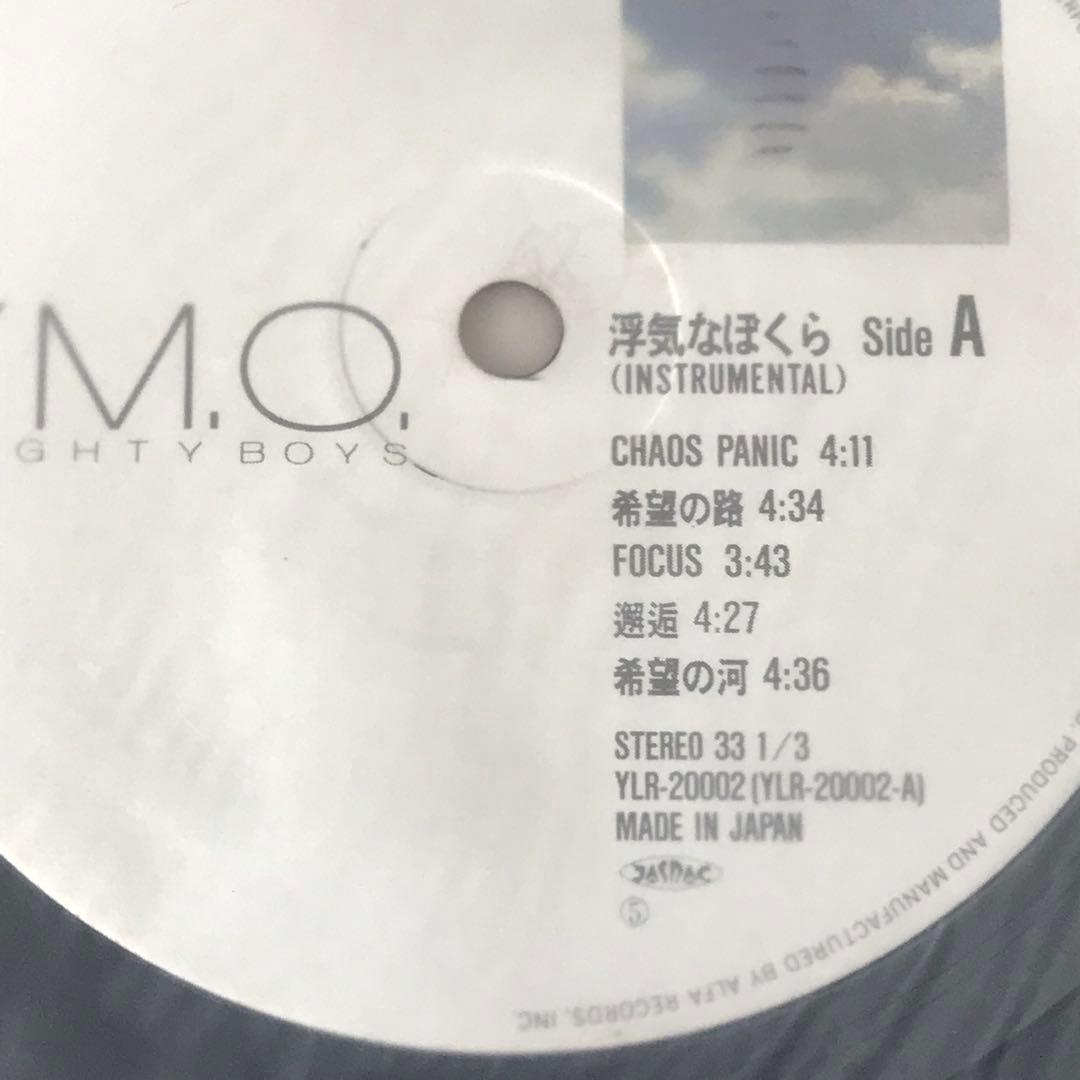 M.O.
GHTY BOYS
浮気なぼくら Side A
(INSTRUMENTAL)
CHAOS PANIC 4:11
希望の路 4:34
FOCUS 3:43
邂逅 4:27
希望の河 4:36
STEREO 33 1/3
YLR-20002 (YLR-20002-A)
MADE IN JAPAN
JASRAC
⑤
PRODUCED AND MANUFACTURED BY ALFA RECORDS, INC.